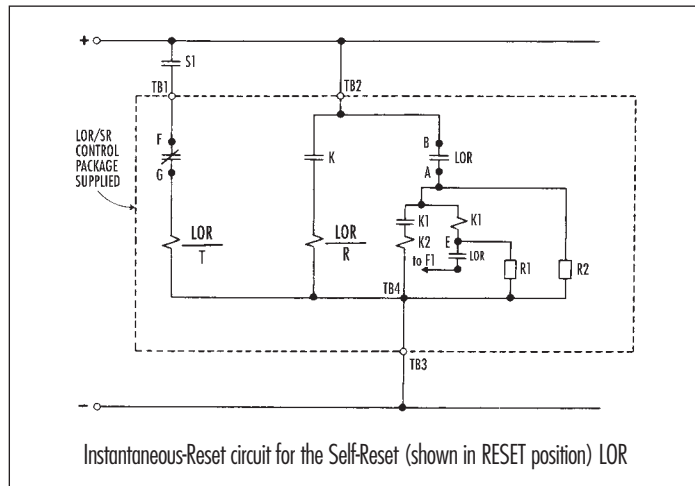 +
S1
TB1
TB2
LOR/SR
CONTROL
PACKAGE
SUPPLIED
F
G
B
LOR
A
K
K1
K1
K2
E
LOR
to F1
LOR
T
LOR
R
R1
R2
TB4
TB3
-
Instantaneous-Reset circuit for the Self-Reset (shown in RESET position) LOR